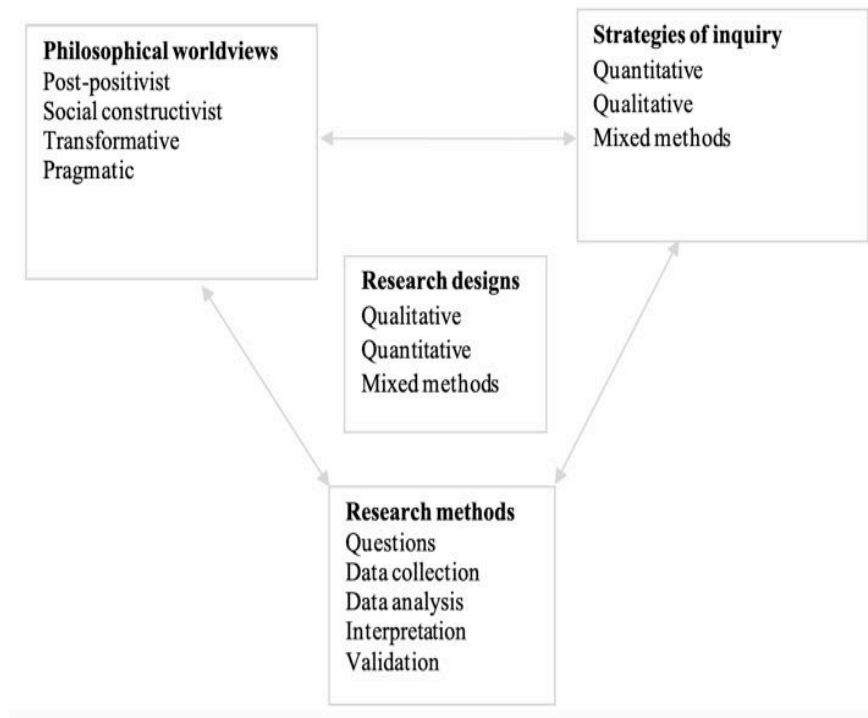 Philosophical worldviews
Post-positivist
Social constructivist
Transformative
Pragmatic
Strategies of inquiry
Quantitative
Qualitative
Mixed methods
Research designs
Qualitative
Quantitative
Mixed methods
Research methods
Questions
Data collection
Data analysis
Interpretation
Validation